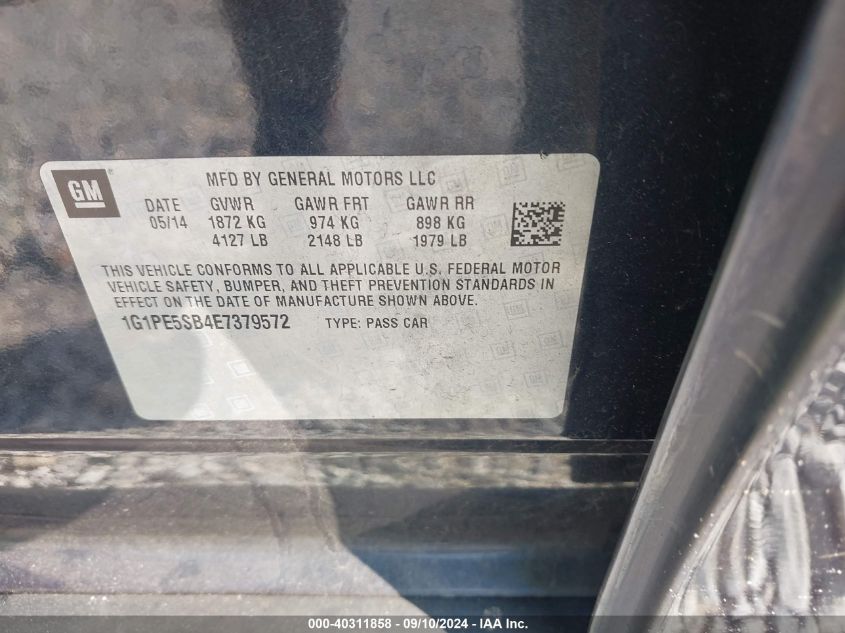 GM
MFD BY GENERAL MOTORS LLC
DATE GVWR GAWR FRT GAWR RR
05/14 1872 KG 974 KG 898 KG
4127 LB 2148 LB 1979 LB
THIS VEHICLE CONFORMS TO ALL APPLICABLE U.S. FEDERAL MOTOR
VEHICLE SAFETY, BUMPER, AND THEFT PREVENTION STANDARDS IN
EFFECT ON THE DATE OF MANUFACTURE SHOWN ABOVE.
1G1PE5SB4E7379572 TYPE: PASS CAR
000-40311858 - 09/10/2024 - IAA Inc.